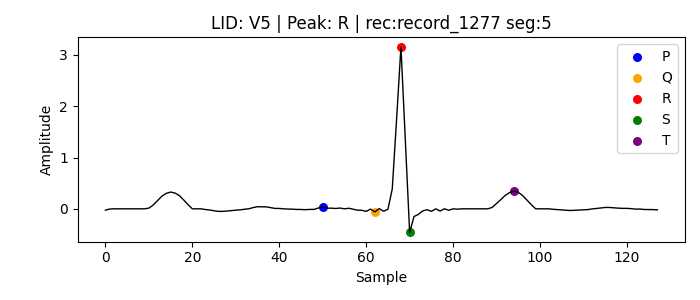 LID: V5 | Peak: R | rec:record_1277 seg:5
Amplitude
3
2
1
0
P
Q
R
S
T
0 20 40 60 80 100 120
Sample